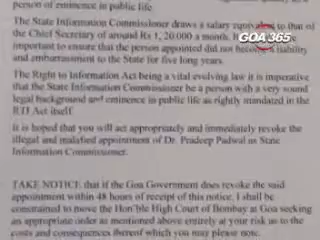 person of eminence in public life.
The State Information Commissioner draws a salary equivalent to that of
GOA 365
the Chief Secretary of around Rs 1, 20.000 a month. It
important to ensure that the person appointed did not become a liability
and embarrassment to the State for five long years.
The Right to Information Act being a vital evolving law it is imperative
that the State Information Commissioner be a person with a very sound
legal background and eminence in public life as rightly mandated in the
RTI Act itself.
It is hoped that you will act appropriately and immediately revoke the
illegal and malafied appointment of Dr. Pradeep Padwal in State
Information Commissioner.
TAKE NOTICE that if the Goa Government does revoke the said
appointment within 48 hours of receipt of this notice, I shall be
constrained to move the Hon'ble High Court of Bombay at Goa seeking
an appropriate order as mentioned above entirely at your risk as to the
costs and consequences thereof which you may please note.